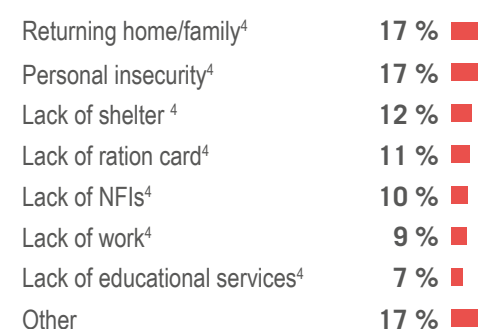 Returning home/family⁴ 17 %
Personal insecurity⁴ 17 %
Lack of shelter ⁴ 12 %
Lack of ration card⁴ 11 %
Lack of NFIs⁴ 10 %
Lack of work⁴ 9 %
Lack of educational services⁴ 7 %
Other 17 %